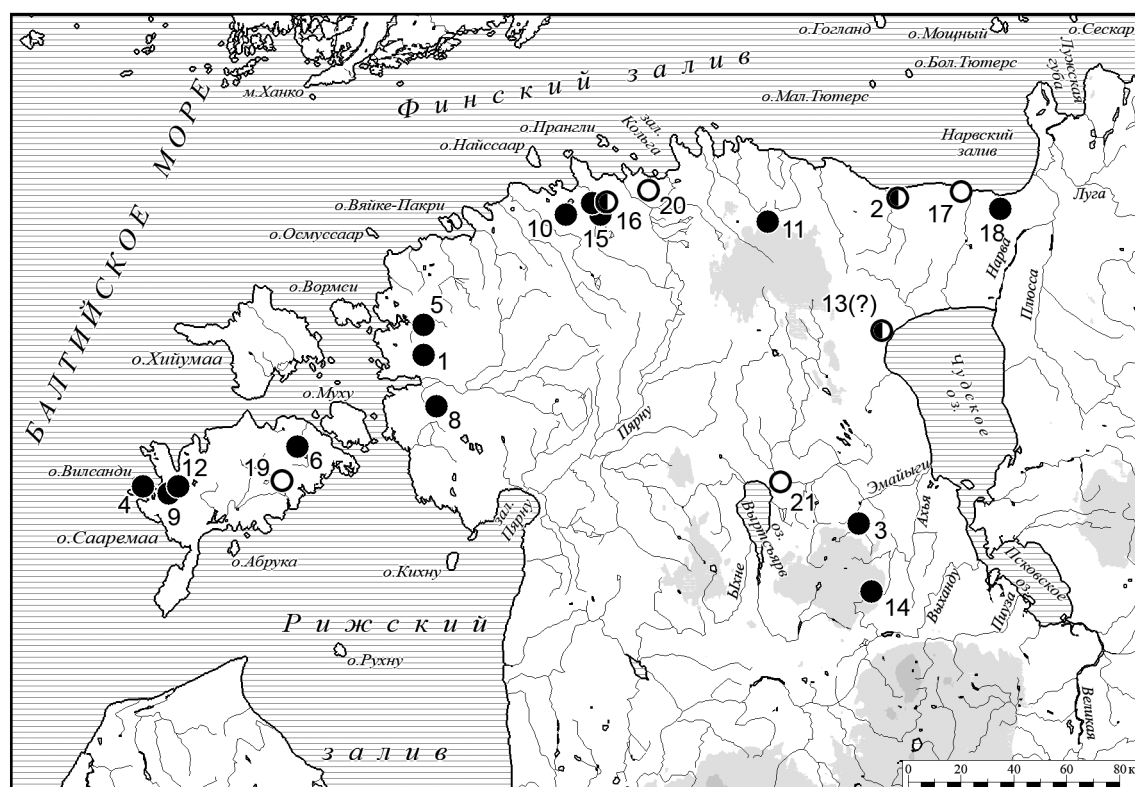 о.Гогланд
о.Мощный
о.Сескар
м.Ханко
Финский залив
о.Бол.Тютерс
о.Мал.Тютерс
Лужская
губа
БАЛТИЙСКОЕ МОРЕ
о.Прангли
зал.
Кольга
о.Найссаар
Нарвский
залив
Луга
о.Вяйке-Пакри
о.Осмуссаар
10
15
16
20
11
2
17
18
Нарва
Плюсса
о.Вормси
5
13(?)
о.Хийумаа
1
Чудское
оз.
о.Муху
8
Пярну
6
о.Вилсанди
12
19
4
9
21
Эмайыги
Ахья
зал.
Пярну
оз.
Выртсъярв
3
о.Сааремаа
о.Абрука
о.Кихну
Ыхне
14
Выханду
Псковское
оз.
Пиуза
Рижский
о.Рухну
Великая
залив
0 20 40 60 80 к